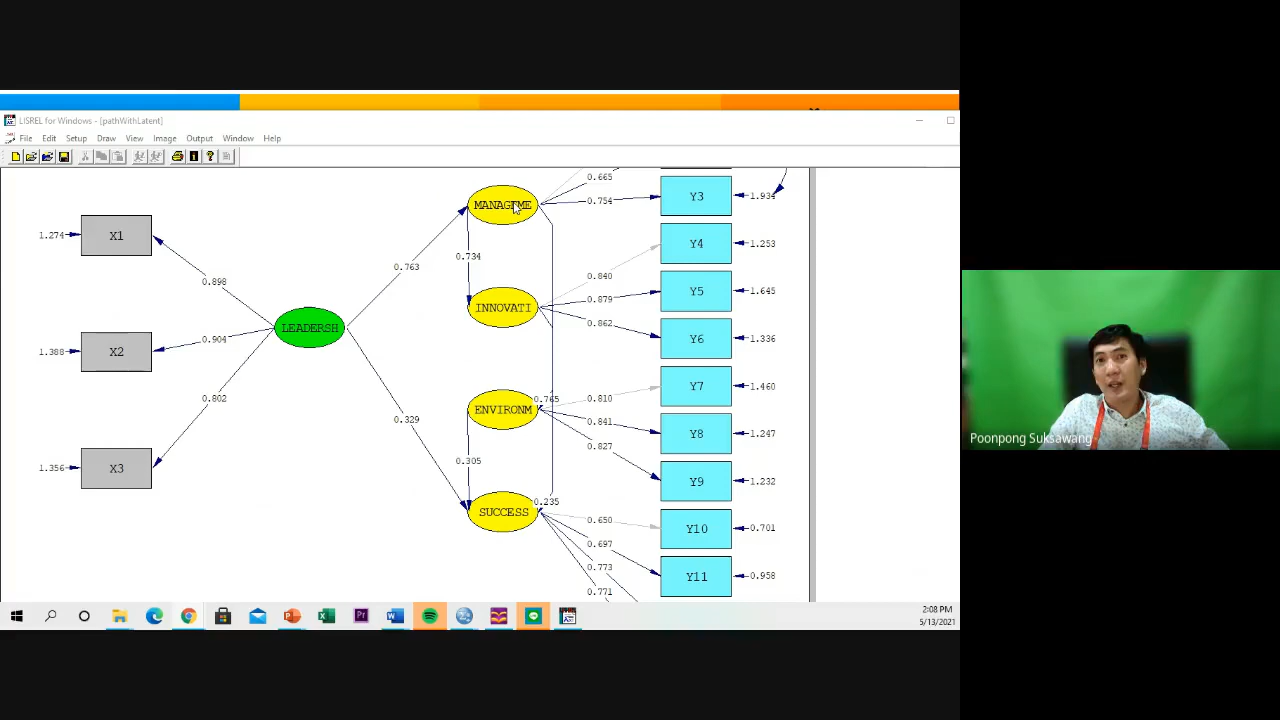 LISREL for Windows - [pathWithLatent]
File Edit Setup Draw View Image Output Window Help
0.665
MANAGEME
0.754
Y3
1.934
X1
1.274
Y4
1.253
0.898
0.763
0.734
0.840
INNOVATI
0.879
Y5
1.645
LEADERSH
0.862
Y6
1.336
0.904
X2
1.388
0.802
0.765
0.810
Y7
1.460
ENVIRONM
0.329
0.841
Y8
1.247
0.827
X3
1.356
0.305
Y9
1.232
0.235
SUCCESS
0.650
Y10
0.701
0.697
0.773
Y11
0.958
0.771
Poonpong Suksawang
2:08 PM
5/13/2021